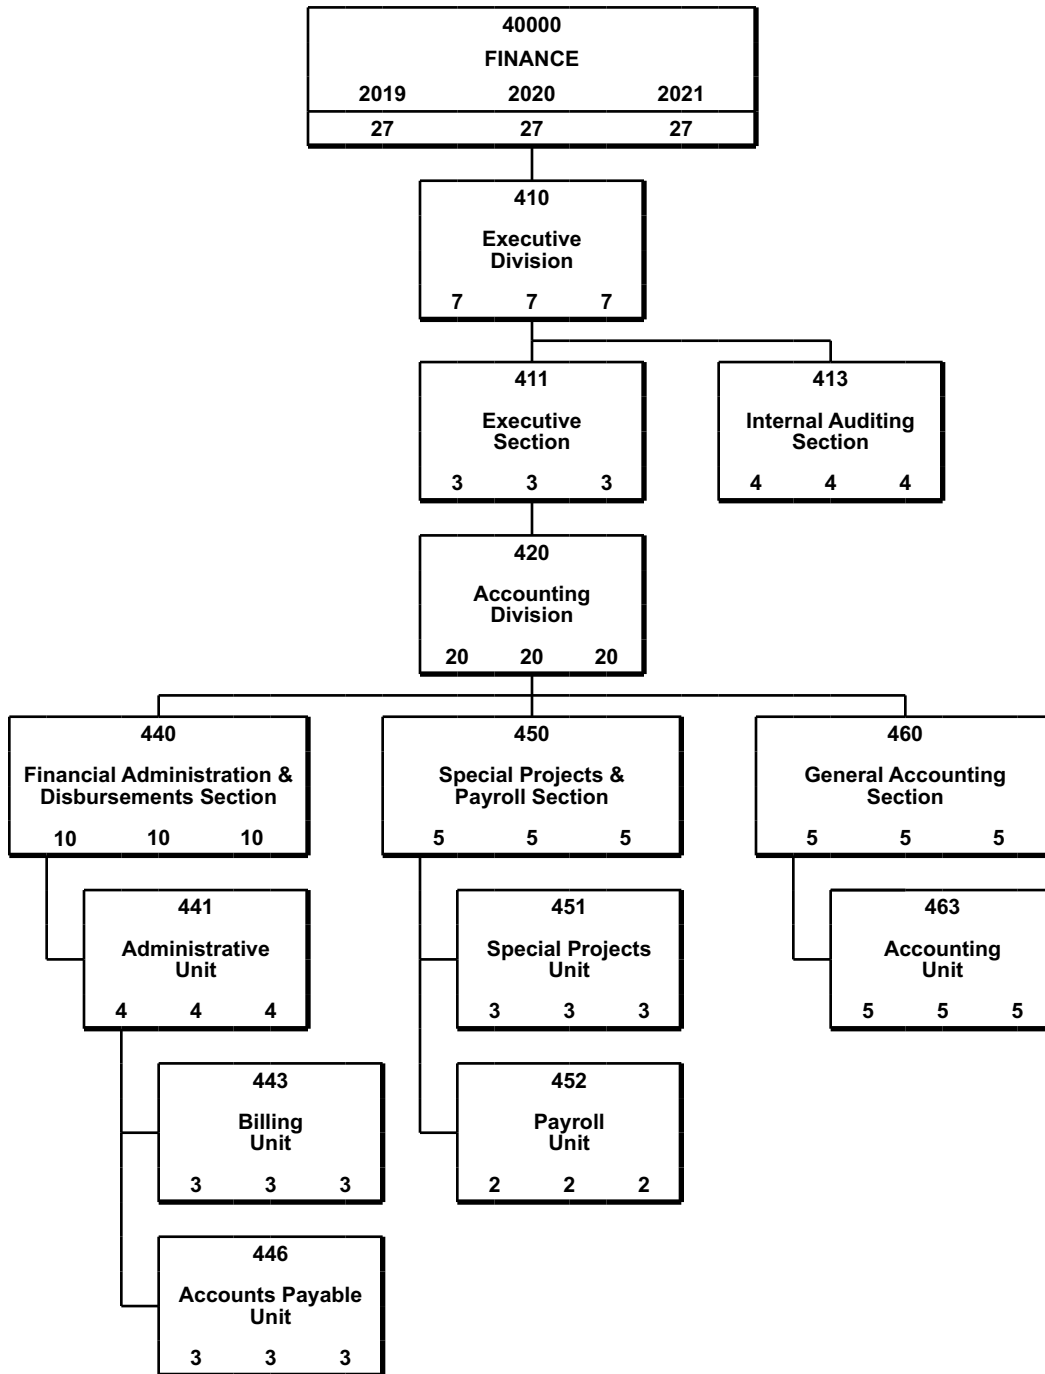 40000
FINANCE
2019 2020 2021
27 27 27
410
Executive
Division
7 7 7
411
Executive
Section
3 3 3
413
Internal Auditing
Section
4 4 4
420
Accounting
Division
20 20 20
440
Financial Administration &
Disbursements Section
10 10 10
450
Special Projects &
Payroll Section
5 5 5
460
General Accounting
Section
5 5 5
441
Administrative
Unit
4 4 4
451
Special Projects
Unit
3 3 3
463
Accounting
Unit
5 5 5
443
Billing
Unit
3 3 3
452
Payroll
Unit
2 2 2
446
Accounts Payable
Unit
3 3 3